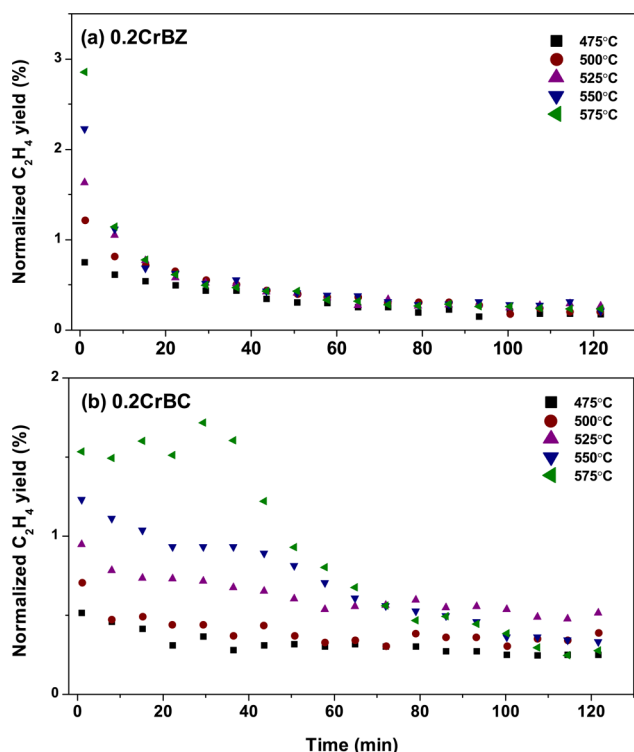 (a) 0.2CrBZ
475°C
500°C
525°C
550°C
575°C
Normalized C₂H₄ yield (%)
3
2
1
0
0 20 40 60 80 100 120
(b) 0.2CrBC
475°C
500°C
525°C
550°C
575°C
Normalized C₂H₄ yield (%)
2
1
0
0 20 40 60 80 100 120
Time (min)